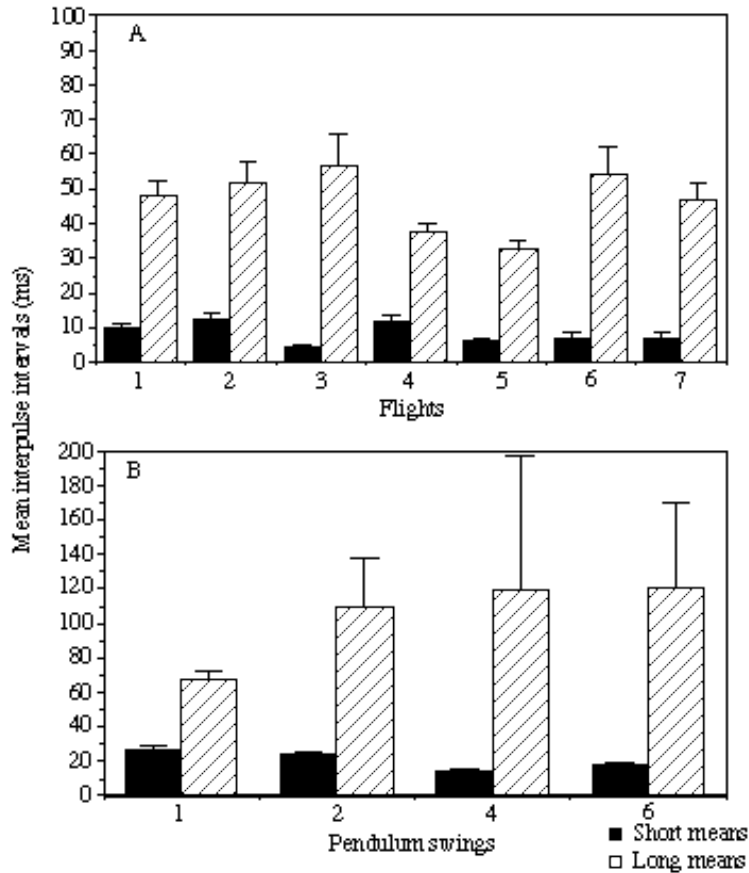 100
A
90
80
70
60
50
40
30
20
10
0
1 2 3 4 5 6 7
Flights
Mean interpulse intervals (ms)
200
B
180
160
140
120
100
80
60
40
20
0
1 2 4 6
Pendulum swings
Short means
Long means